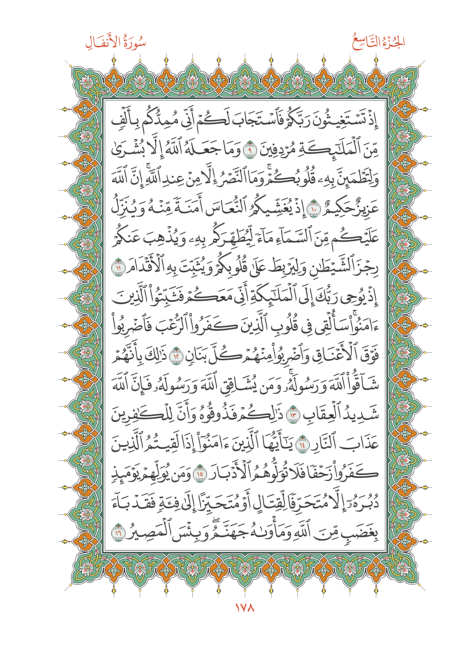 الجُزْءُ التَّاسِعُ
سُورَةُ الأَنفَالِ
إِذْ تَسْتَغِيثُونَ رَبَّكُمْ فَٱسْتَجَابَ لَكُمْ أَنِّى مُمِدُّكُم بِأَلْفٍ
مِّنَ ٱلْمَلَٰٓئِكَةِ مُرْدِفِينَ ٩ وَمَا جَعَلَهُ ٱللَّهُ إِلَّا بُشْرَىٰ
وَلِتَطْمَئِنَّ بِهِۦ قُلُوبُكُمْۚ وَمَا ٱلنَّصْرُ إِلَّا مِنْ عِندِ ٱللَّهِۚ إِنَّ ٱللَّهَ
عَزِيزٌ حَكِيمٌ ١٠ إِذْ يُغَشِّيكُمُ ٱلنُّعَاسَ أَمَنَةً مِّنْهُ وَيُنَزِّلُ
عَلَيْكُم مِّنَ ٱلسَّمَآءِ مَآءً لِّيُطَهِّرَكُم بِهِۦ وَيُذْهِبَ عَنكُمْ
رِجْزَ ٱلشَّيْطَٰنِ وَلِيَرْبِطَ عَلَىٰ قُلُوبِكُمْ وَيُثَبِّتَ بِهِ ٱلْأَقْدَامَ ١١
إِذْ يُوحِى رَبُّكَ إِلَى ٱلْمَلَٰٓئِكَةِ أَنِّى مَعَكُمْ فَثَبِّتُوا۟ ٱلَّذِينَ
ءَامَنُوا۟ۚ سَأُلْقِى فِى قُلُوبِ ٱلَّذِينَ كَفَرُوا۟ ٱلرُّعْبَ فَٱضْرِبُوا۟
فَوْقَ ٱلْأَعْنَاقِ وَٱضْرِبُوا۟ مِنْهُمْ كُلَّ بَنَانٍ ١٢ ذَٰلِكَ بِأَنَّهُمْ
شَآقُّوا۟ ٱللَّهَ وَرَسُولَهُۥۚ وَمَن يُشَاقِقِ ٱللَّهَ وَرَسُولَهُۥ فَإِنَّ ٱللَّهَ
شَدِيدُ ٱلْعِقَابِ ١٣ ذَٰلِكُمْ فَذُوقُوهُ وَأَنَّ لِلْكَٰفِرِينَ
عَذَابَ ٱلنَّارِ ١٤ يَٰٓأَيُّهَا ٱلَّذِينَ ءَامَنُوٓا۟ إِذَا لَقِيتُمُ ٱلَّذِينَ
كَفَرُوا۟ زَحْفًا فَلَا تُوَلُّوهُمُ ٱلْأَدْبَارَ ١٥ وَمَن يُوَلِّهِمْ يَوْمَئِذٍ
دُبُرَهُۥٓ إِلَّا مُتَحَرِّفًا لِّقِتَالٍ أَوْ مُتَحَيِّزًا إِلَىٰ فِئَةٍ فَقَدْ بَآءَ
بِغَضَبٍ مِّنَ ٱللَّهِ وَمَأْوَىٰهُ جَهَنَّمُۖ وَبِئْسَ ٱلْمَصِيرُ ١٦
١٧٨